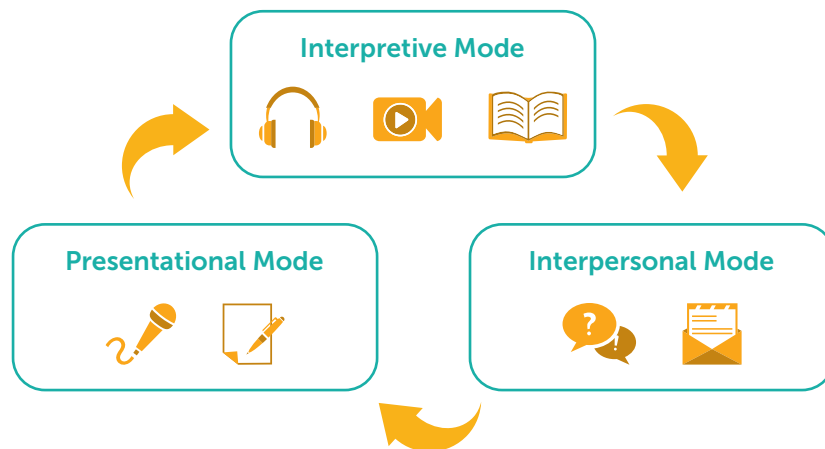 Interpretive Mode
Presentational Mode
Interpersonal Mode
?
!